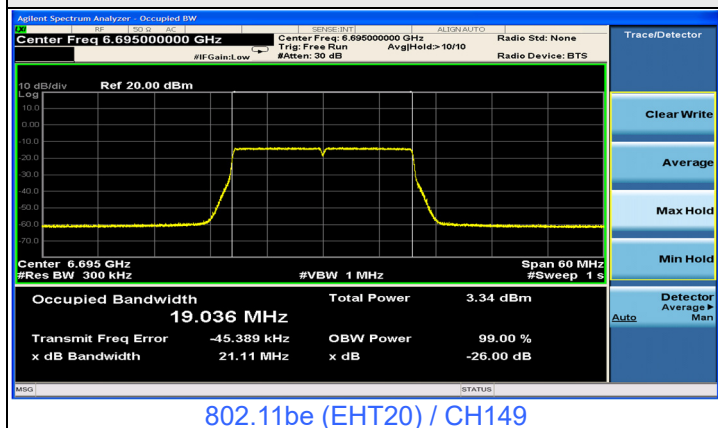 Agilent Spectrum Analyzer - Occupied BW
RF 50 Ω AC SENSE:INT ALIGN AUTO
Center Freq 6.695000000 GHz Center Freq: 6.695000000 GHz Radio Std: None
Trig: Free Run Avg|Hold:>10/10
#IFGain:Low #Atten: 30 dB Radio Device: BTS
10 dB/div Ref 20.00 dBm
Log
10.0
0.00
-10.0
-20.0
-30.0
-40.0
-50.0
-60.0
-70.0
Center 6.695 GHz Span 60 MHz
#Res BW 300 kHz #VBW 1 MHz #Sweep 1 s
Occupied Bandwidth Total Power 3.34 dBm
19.036 MHz
Transmit Freq Error -45.389 kHz OBW Power 99.00 %
x dB Bandwidth 21.11 MHz x dB -26.00 dB
MSG STATUS
Trace/Detector
Clear Write
Average
Max Hold
Min Hold
Detector
Average▶
Auto Man
802.11be (EHT20) / CH149